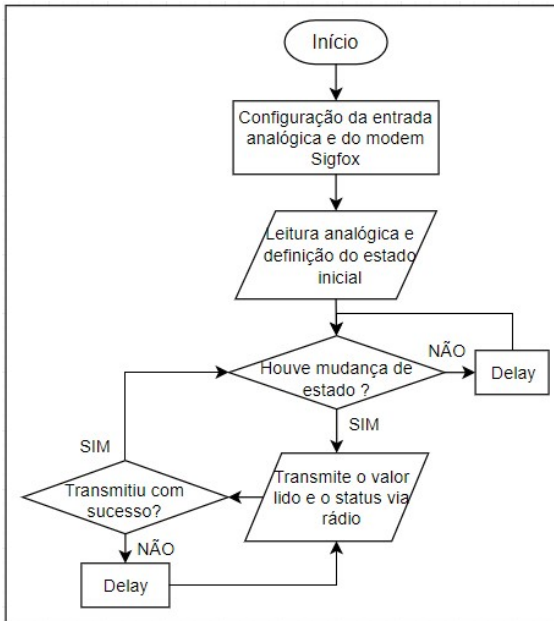 Início
Configuração da entrada
analógica e do modem
Sigfox
Leitura analógica e
definição do estado
inicial
Houve mudança de
estado ?
NÃO
Delay
SIM
Transmite o valor
lido e o status via
rádio
SIM
Transmitiu com
sucesso?
NÃO
Delay